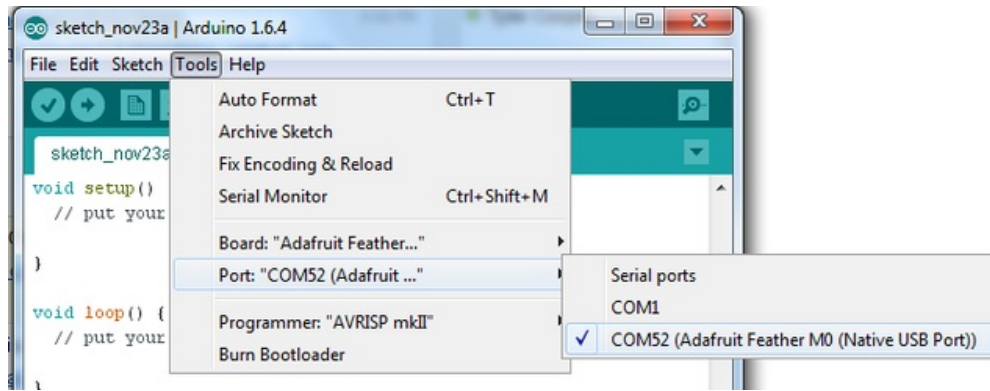 sketch_nov23a | Arduino 1.6.4
File Edit Sketch Tools Help
Auto Format Ctrl+T
Archive Sketch
sketch_nov23a
Fix Encoding & Reload
void setup()
Serial Monitor Ctrl+Shift+M
// put your
Board: "Adafruit Feather..."
}
Port: "COM52 (Adafruit ..."
Serial ports
COM1
void loop() {
Programmer: "AVRISP mkII"
// put your
✓ COM52 (Adafruit Feather M0 (Native USB Port))
Burn Bootloader
}